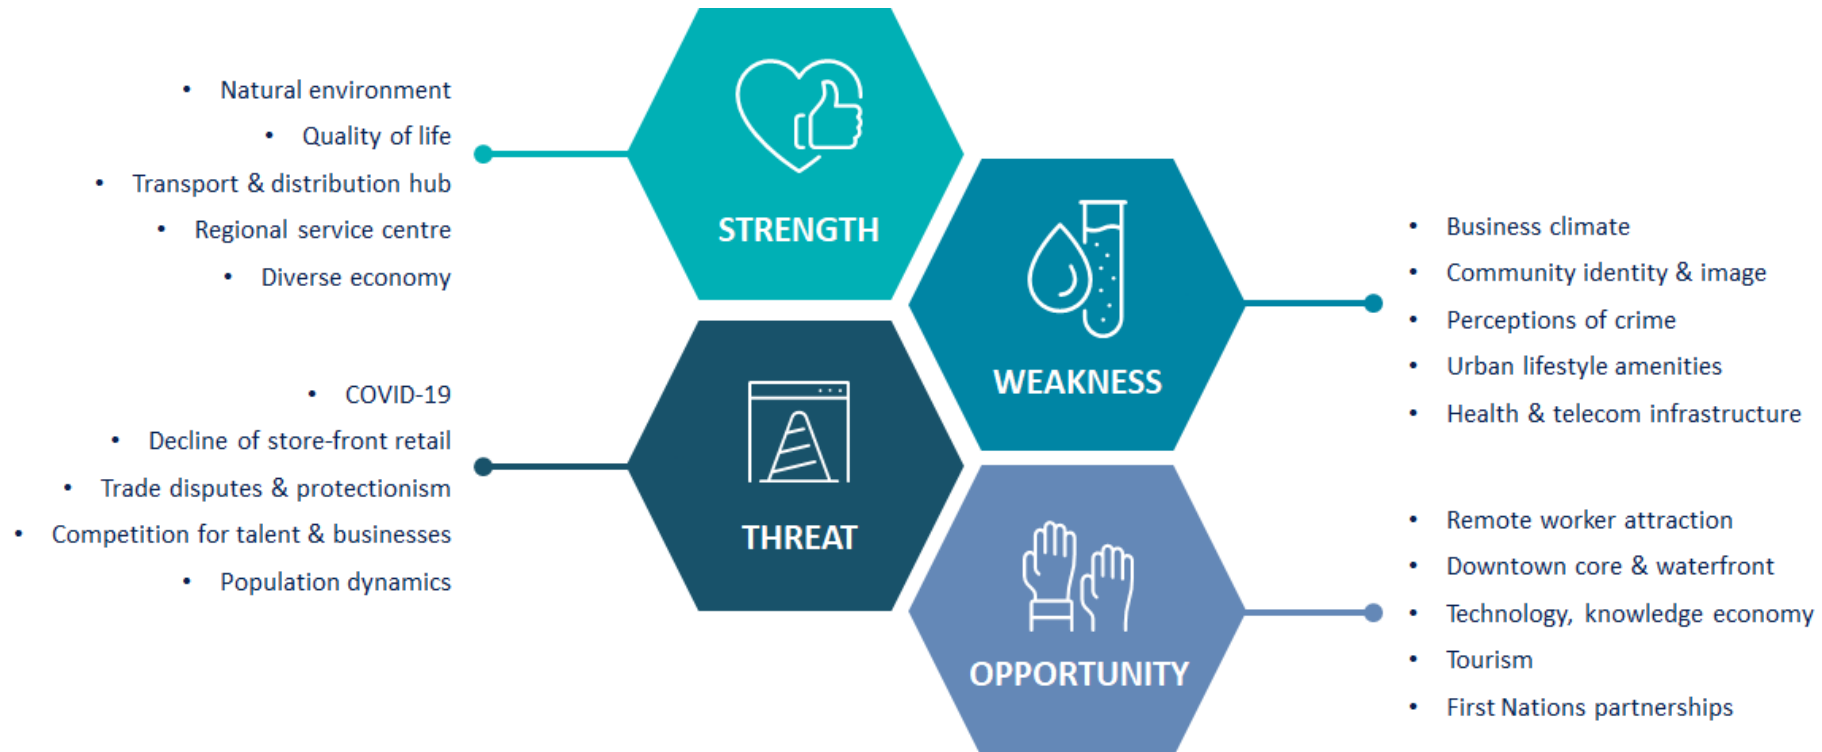 • Natural environment
• Quality of life
• Transport & distribution hub
• Regional service centre
• Diverse economy
STRENGTH
WEAKNESS
• Business climate
• Community identity & image
• Perceptions of crime
• Urban lifestyle amenities
• Health & telecom infrastructure
• COVID-19
• Decline of store-front retail
• Trade disputes & protectionism
• Competition for talent & businesses
• Population dynamics
THREAT
OPPORTUNITY
• Remote worker attraction
• Downtown core & waterfront
• Technology, knowledge economy
• Tourism
• First Nations partnerships